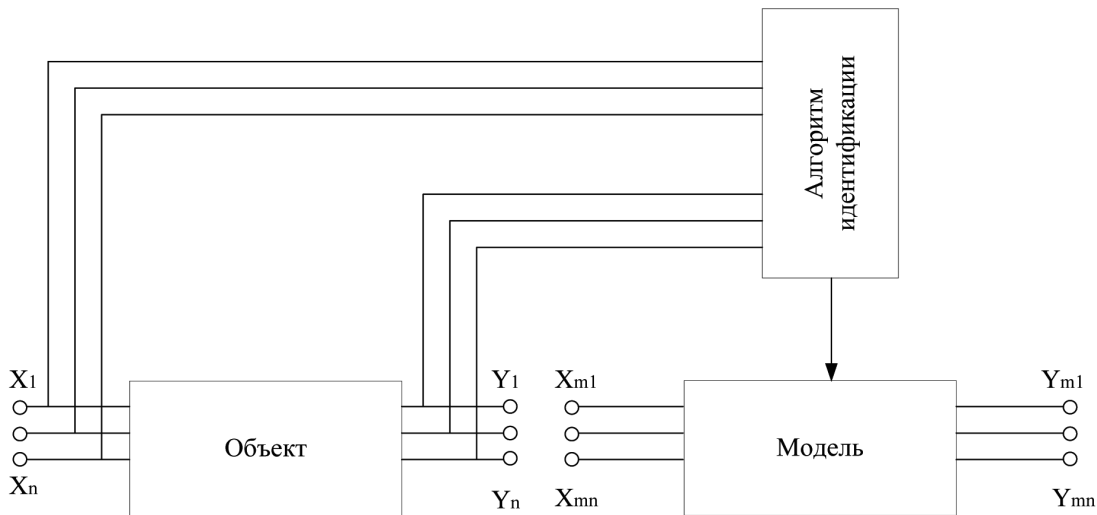 Алгоритм
идентификации
X1
Y1
Xm1
Ym1
Объект
Модель
Xn
Yn
Xmn
Ymn